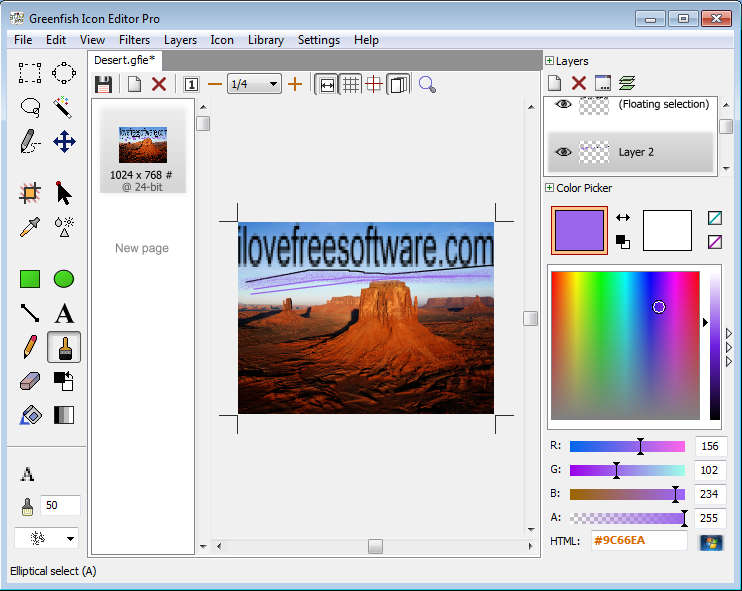 Greenfish Icon Editor Pro
File Edit View Filters Layers Icon Library Settings Help
Desert.gfie*
1 1/4
Layers
(Floating selection)
Layer 2
1024 x 768 #
@ 24-bit
New page
ilovefreesoftware.com
Color Picker
A
R: 156
G: 102
B: 234
A: 255
HTML: #9C66EA
A
50
Elliptical select (A)